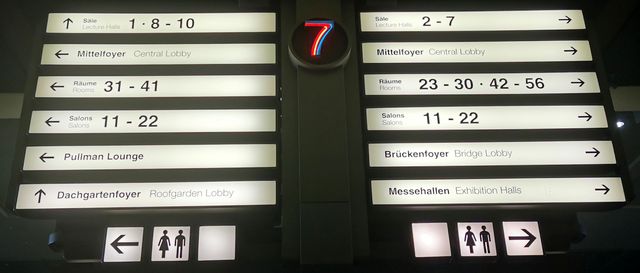 7
Säle
Lecture Halls
1 · 8 - 10
Mittelfoyer Central Lobby
Räume
Rooms
31 - 41
Salons
Salons
11 - 22
Pullman Lounge
Dachgartenfoyer Roofgarden Lobby
Säle
Lecture Halls
2 - 7
Mittelfoyer Central Lobby
Räume
Rooms
23 - 30 · 42 - 56
Salons
Salons
11 - 22
Brückenfoyer Bridge Lobby
Messehallen Exhibition Halls